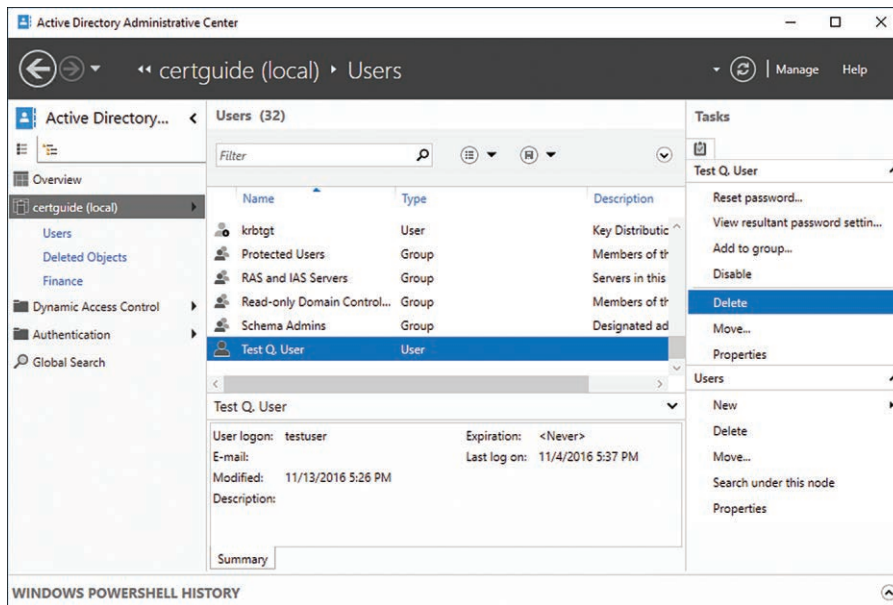 Active Directory Administrative Center
certguide (local) Users
Manage
Help
Active Directory...
Overview
certguide (local)
Users
Deleted Objects
Finance
Dynamic Access Control
Authentication
Global Search
Users (32)
Filter
Name Type Description
krbtgt User Key Distributic
Protected Users Group Members of th
RAS and IAS Servers Group Servers in this
Read-only Domain Control... Group Members of th
Schema Admins Group Designated ad
Test Q. User User
Test Q. User
User logon: testuser Expiration: <Never>
E-mail: Last log on: 11/4/2016 5:37 PM
Modified: 11/13/2016 5:26 PM
Description:
Summary
Tasks
Test Q. User
Reset password...
View resultant password settin...
Add to group...
Disable
Delete
Move...
Properties
Users
New
Delete
Move...
Search under this node
Properties
WINDOWS POWERSHELL HISTORY